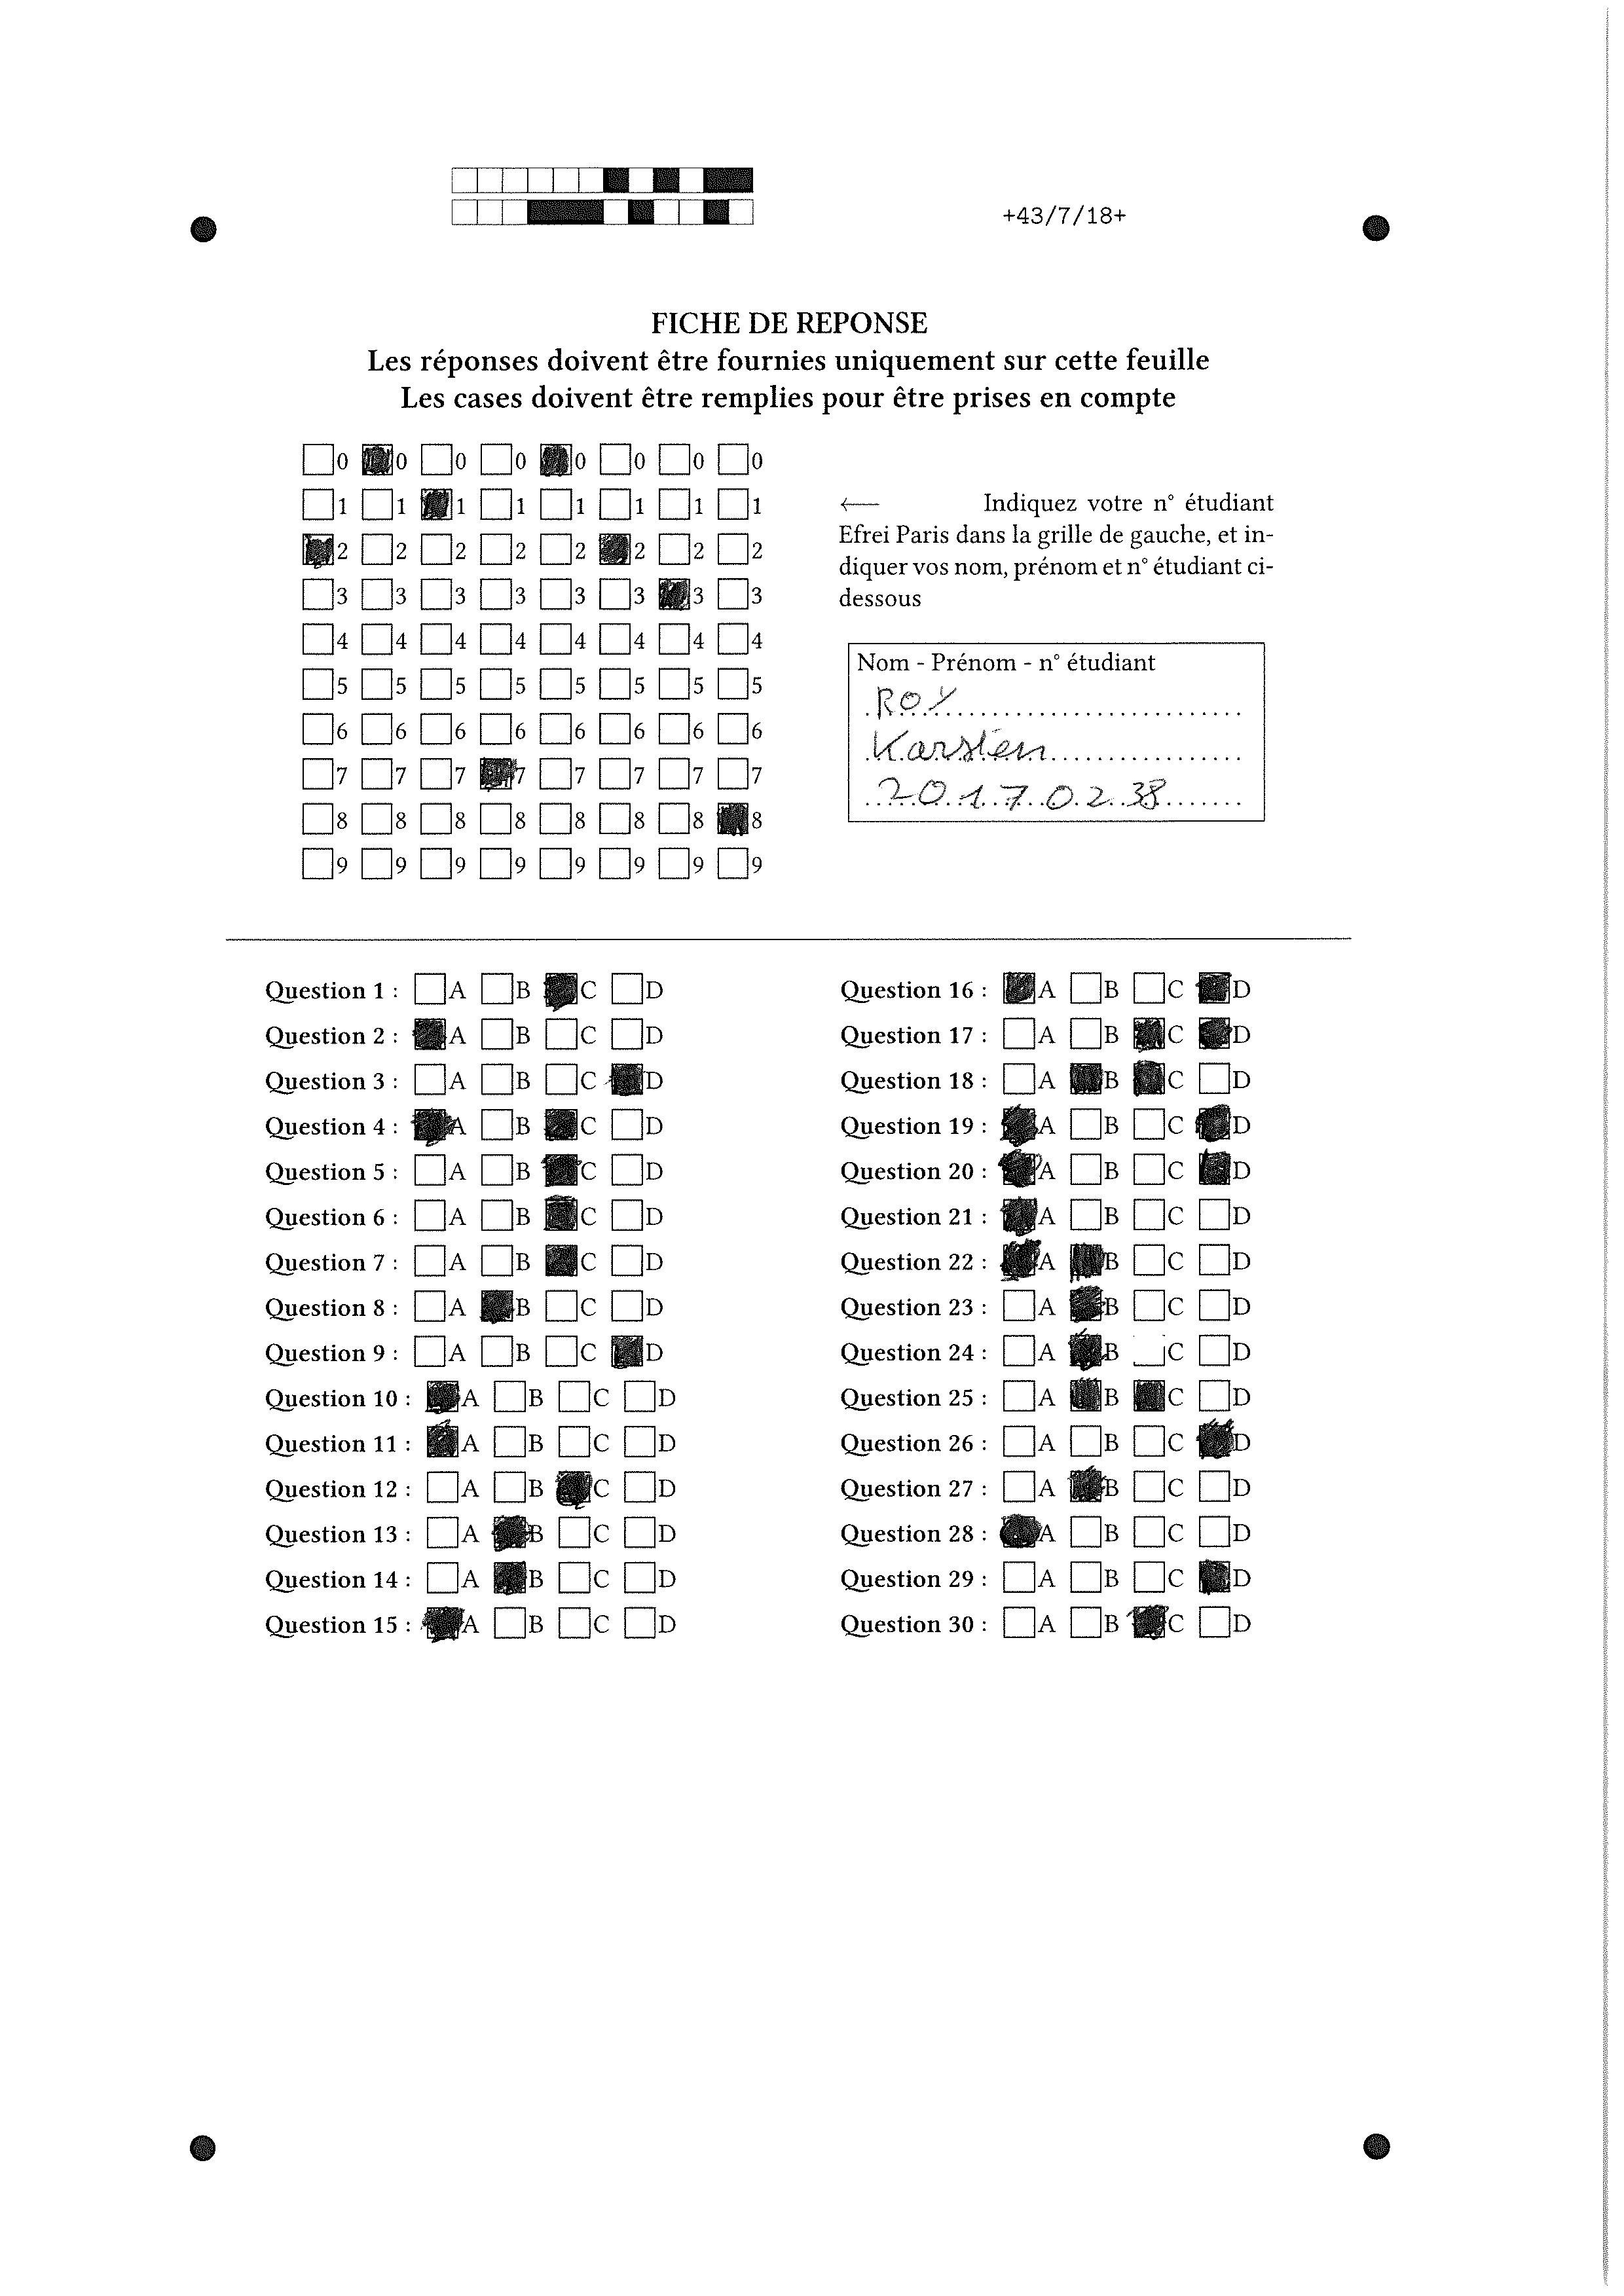 +43/7/18+
FICHE DE REPONSE
Les réponses doivent être fournies uniquement sur cette feuille
Les cases doivent être remplies pour être prises en compte
0 0 0 0 0 0 0 0
1 1 1 1 1 1 1 1
2 2 2 2 2 2 2 2
3 3 3 3 3 3 3 3
4 4 4 4 4 4 4 4
5 5 5 5 5 5 5 5
6 6 6 6 6 6 6 6
7 7 7 7 7 7 7 7
8 8 8 8 8 8 8 8
9 9 9 9 9 9 9 9
← Indiquez votre n° étudiant
Efrei Paris dans la grille de gauche, et in-
diquer vos nom, prénom et n° étudiant ci-
dessous
Nom - Prénom - n° étudiant
ROY
Karsten
20170238
Question 1 : A B C D
Question 2 : A B C D
Question 3 : A B C D
Question 4 : A B C D
Question 5 : A B C D
Question 6 : A B C D
Question 7 : A B C D
Question 8 : A B C D
Question 9 : A B C D
Question 10 : A B C D
Question 11 : A B C D
Question 12 : A B C D
Question 13 : A B C D
Question 14 : A B C D
Question 15 : A B C D
Question 16 : A B C D
Question 17 : A B C D
Question 18 : A B C D
Question 19 : A B C D
Question 20 : A B C D
Question 21 : A B C D
Question 22 : A B C D
Question 23 : A B C D
Question 24 : A B C D
Question 25 : A B C D
Question 26 : A B C D
Question 27 : A B C D
Question 28 : A B C D
Question 29 : A B C D
Question 30 : A B C D